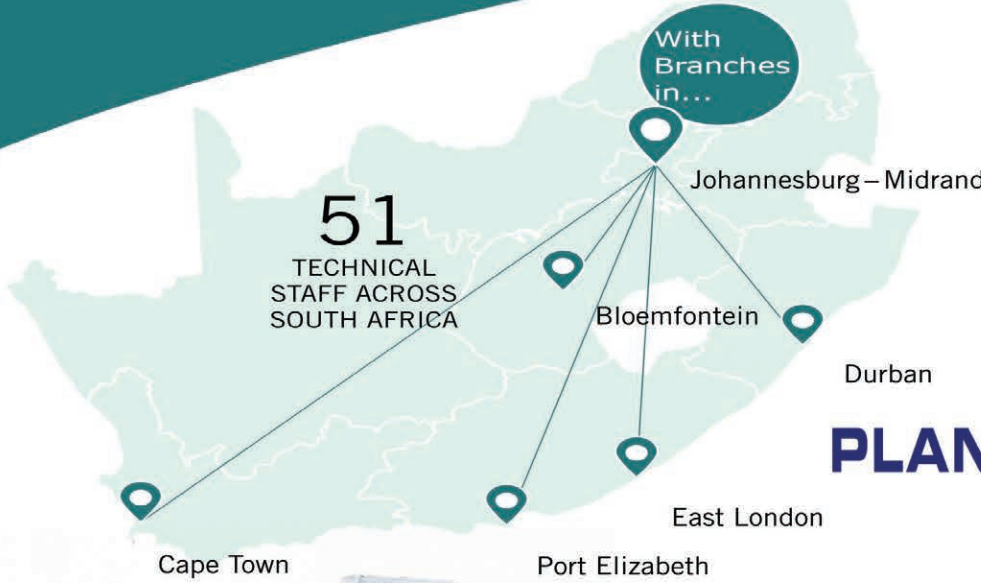 With
Branches
in...
Johannesburg – Midrand
51
TECHNICAL
STAFF ACROSS
SOUTH AFRICA
Bloemfontein
Durban
PLAN
East London
Cape Town
Port Elizabeth